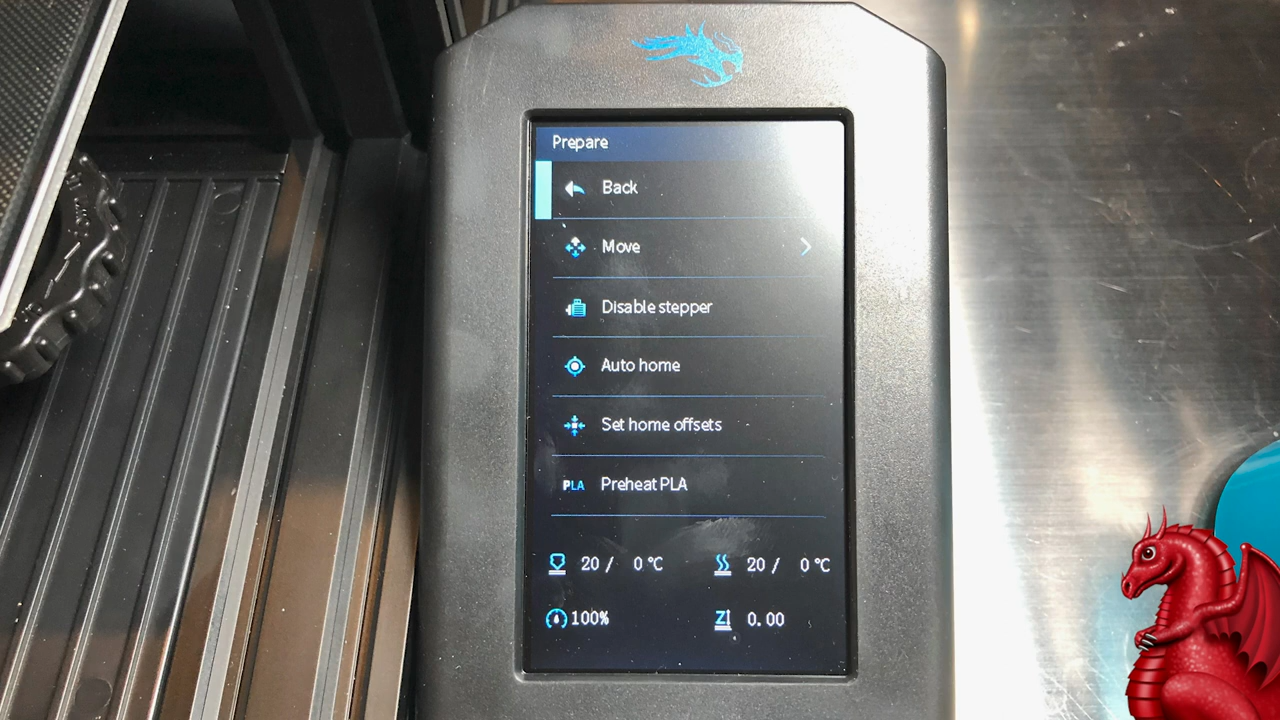 Prepare
Back
Move
Disable stepper
Auto home
Set home offsets
PLA Preheat PLA
20 / 0 ℃ 20 / 0 ℃
100% Z 0.00